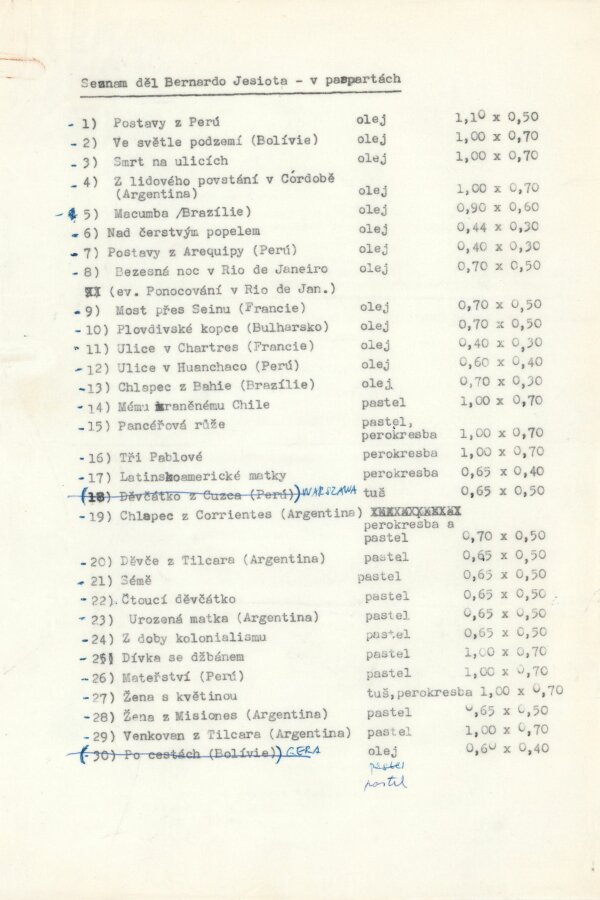 Seznam děl Bernardo Jesiota - v paspartách
- 1) Postavy z Perú olej 1,10 x 0,50
- 2) Ve světle podzemí (Bolívie) olej 1,00 x 0,70
- 3) Smrt na ulicích olej 1,00 x 0,70
- 4) Z lidového povstání v Córdobě
(Argentina) olej 1,00 x 0,70
- 5) Macumba /Brazílie) olej 0,90 x 0,60
- 6) Nad čerstvým popelem olej 0,44 x 0,30
- 7) Postavy z Arequipy (Perú) olej 0,40 x 0,30
- 8) Bezesná noc v Rio de Janeiro olej 0,70 x 0,50
XX (ev. Ponocování v Rio de Jan.)
- 9) Most přes Seinu (Francie) olej 0,70 x 0,50
- 10) Plovdivské kopce (Bulharsko) olej 0,70 x 0,50
- 11) Ulice v Chartres (Francie) olej 0,40 x 0,30
- 12) Ulice v Huanchaco (Perú) olej 0,60 x 0,40
-13) Chlapec z Bahie (Brazílie) olej 0,70 x 0,30
- 14) Mému zraněnému Chile pastel 1,00 x 0,70
- 15) Pancéřová růže pastel,
perokresba 1,00 x 0,70
- 16) Tři Pablové perokresba 1,00 x 0,70
- 17) Latinskoamerické matky perokresba 0,65 x 0,40
(18) Děvčátko z Cuzca (Perú)) WARSZAWA tuš 0,65 x 0,50
- 19) Chlapec z Corrientes (Argentina)
perokresba a
pastel 0,70 x 0,50
- 20) Děvče z Tilcara (Argentina) pastel 0,65 x 0,50
- 21) Sémě pastel 0,65 x 0,50
- 22). Čtoucí děvčátko pastel 0,65 x 0,50
- 23) Urozená matka (Argentina) pastel 0,65 x 0,50
- 24) Z doby kolonialismu pastel 0,65 x 0,50
- 25) Dívka se džbánem pastel 1,00 x 0,70
- 26) Mateřství (Perú) pastel 1,00 x 0,70
- 27) Žena s květinou tuš,perokresba 1,00 x 0,70
- 28) Žena z Misiones (Argentina) pastel 0,65 x 0,50
- 29) Venkovan z Tilcara (Argentina) pastel 1,00 x 0,70
(- 30) Po cestách (Bolívie)) GERA olej 0,60 x 0,40
pastel
pastel